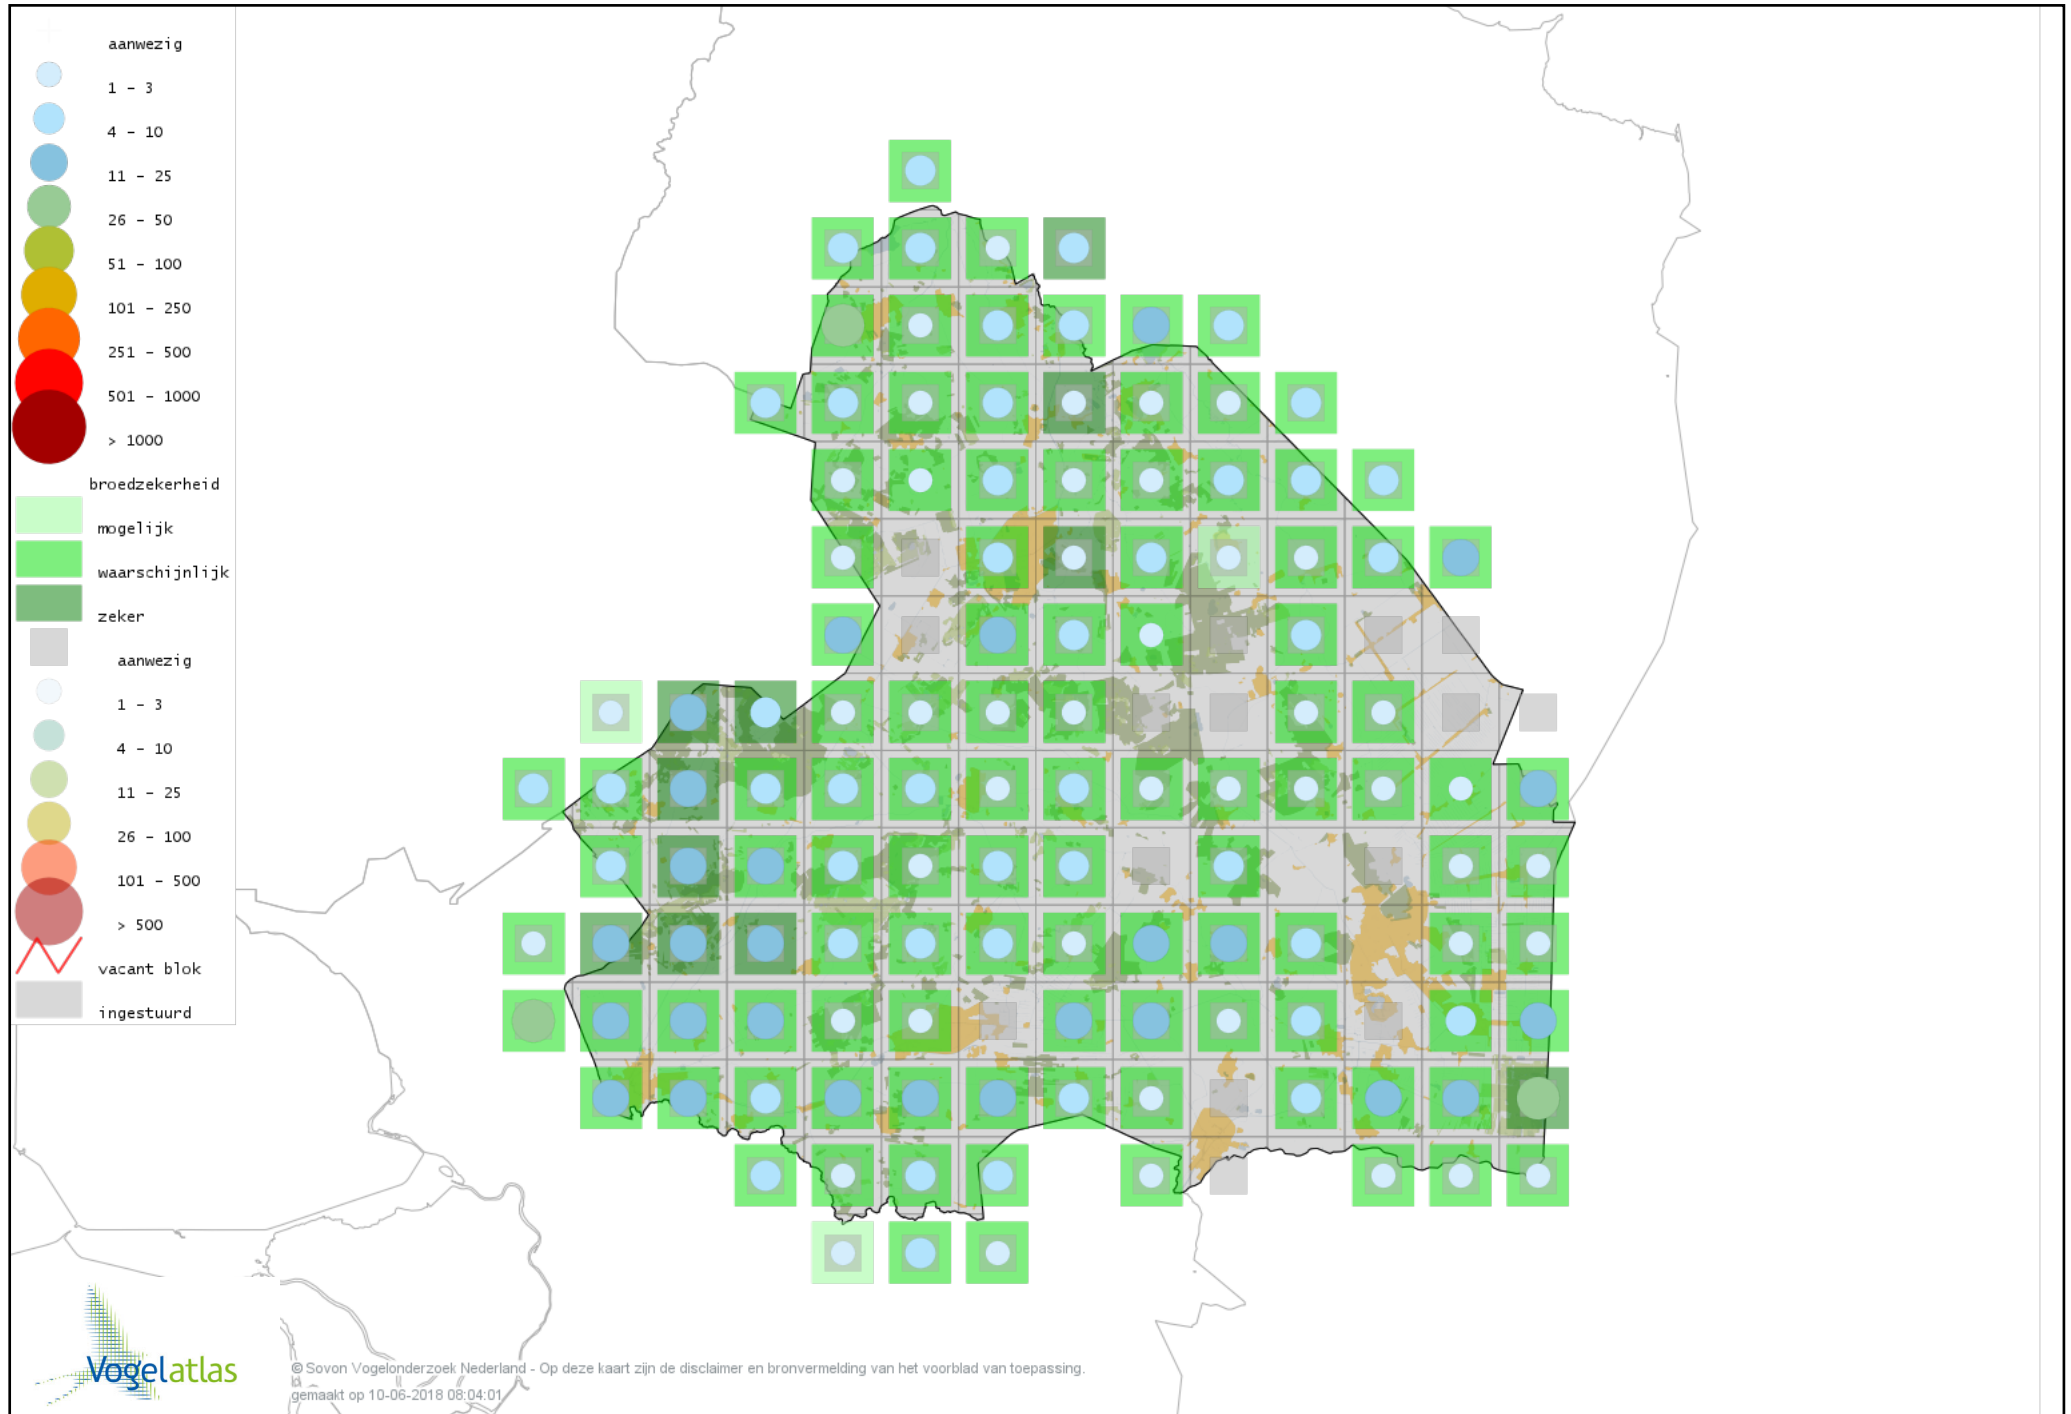 aanwezig
1 - 3
4 - 10
11 - 25
26 - 50
51 - 100
101 - 250
251 - 500
501 - 1000
> 1000
broedzekerheid
mogelijk
waarschijnlijk
zeker
aanwezig
1 - 3
4 - 10
11 - 25
26 - 100
101 - 500
> 500
vacant blok
ingestuurd
Vogelatlas
© Sovon Vogelonderzoek Nederland - Op deze kaart zijn de disclaimer en bronvermelding van het voorblad van toepassing.
gemaakt op 10-06-2018 08:04:01